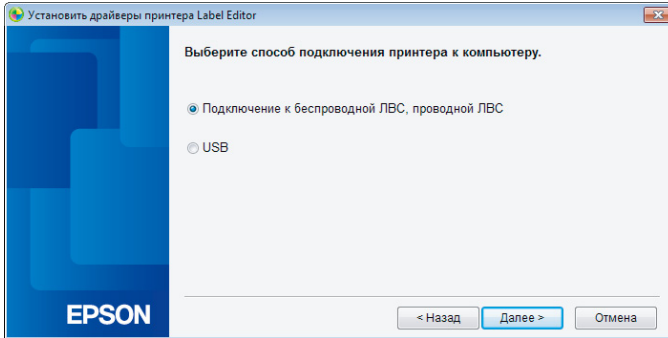 Установить драйверы принтера Label Editor
Выберите способ подключения принтера к компьютеру.
Подключение к беспроводной ЛВС, проводной ЛВС
USB
EPSON
< Назад
Далее >
Отмена